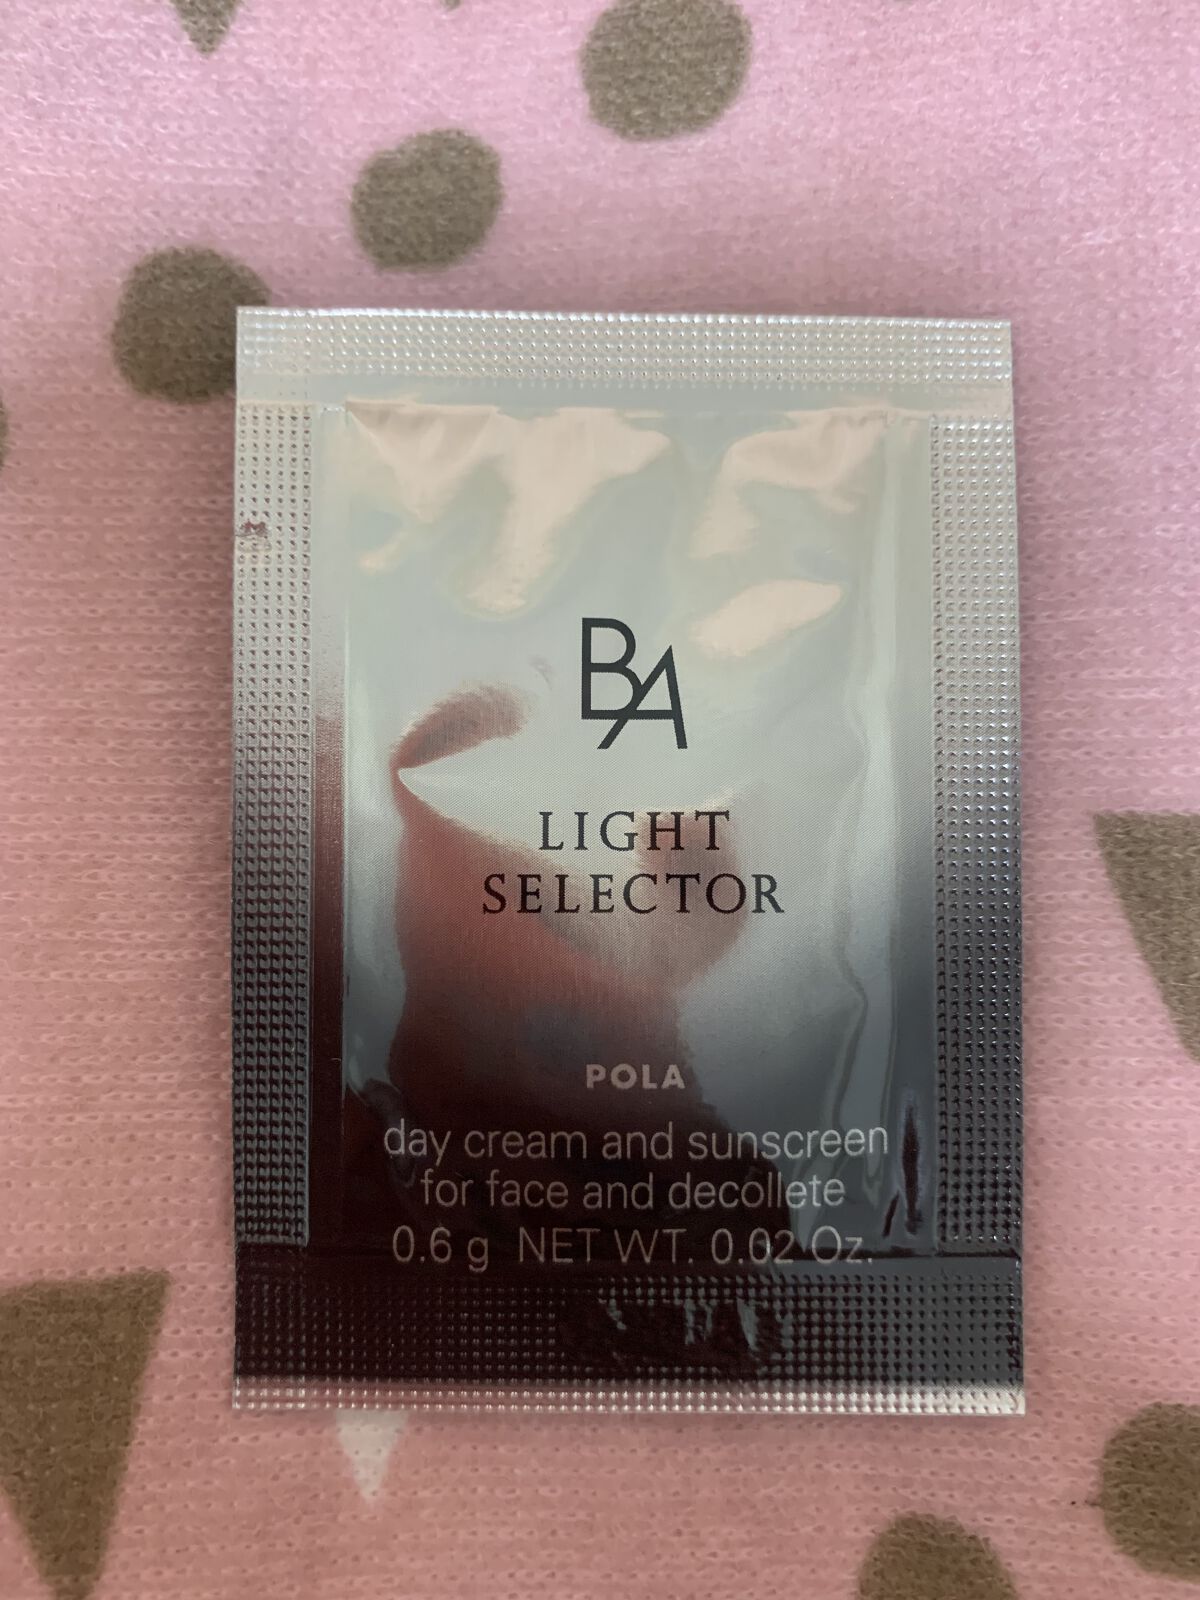 BA
LIGHT
SELECTOR
POLA
day cream and sunscreen
for face and decollete
0.6 g NET WT. 0.02 Oz.